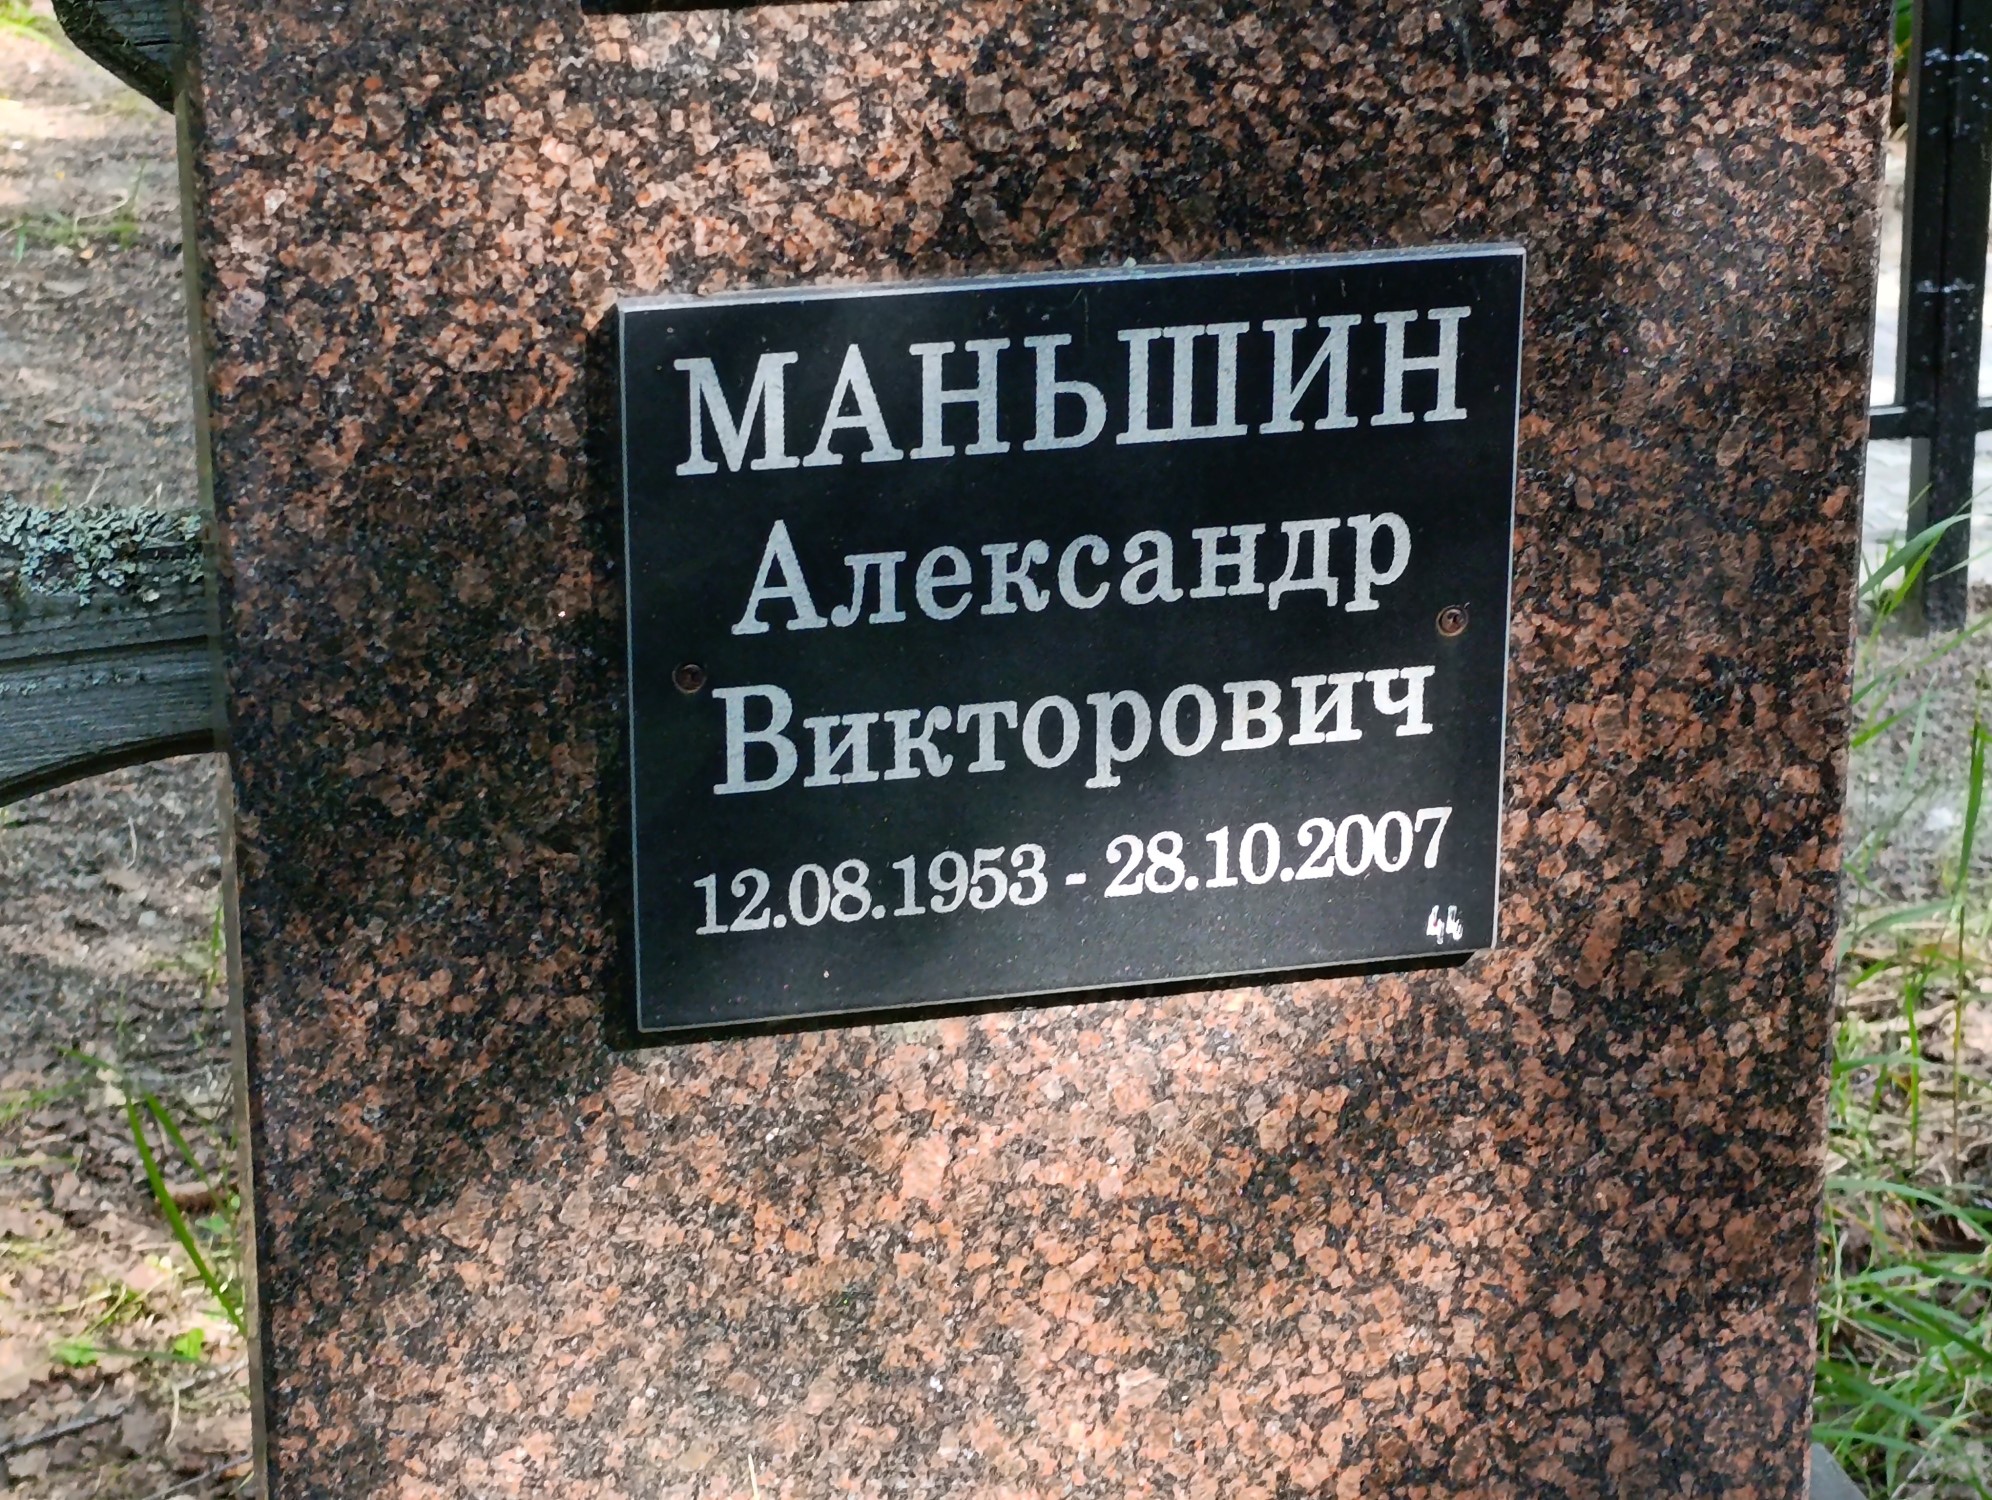 МАНЬШИН
Александр
Викторович
12.08.1953 - 28.10.2007
44